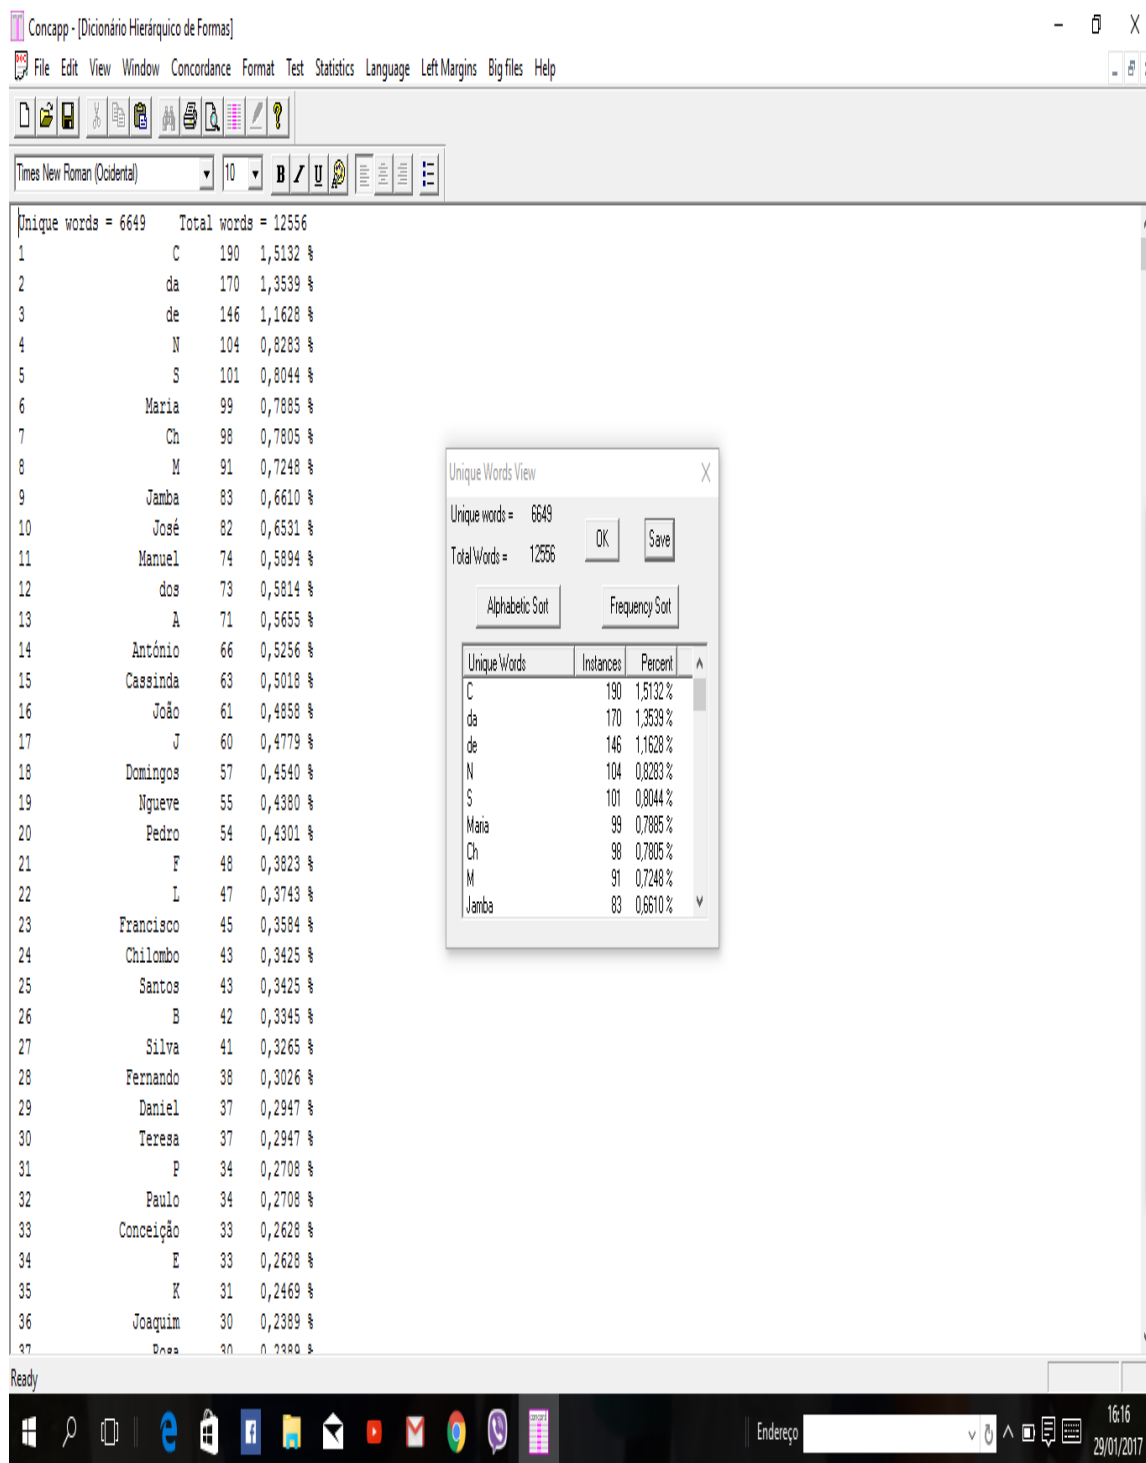 Concapp - [Dicionário Hierárquico de Formas]
File Edit View Window Concordance Format Test Statistics Language Left Margins Big files Help
Times New Roman (Ocidental) 10 B I U
Unique words = 6649 Total words = 12556
1 C 190 1,5132 %
2 da 170 1,3539 %
3 de 146 1,1628 %
4 N 104 0,8283 %
5 S 101 0,8044 %
6 Maria 99 0,7885 %
7 Ch 98 0,7805 %
8 M 91 0,7248 %
9 Jamba 83 0,6610 %
10 José 82 0,6531 %
11 Manuel 74 0,5894 %
12 dos 73 0,5814 %
13 A 71 0,5655 %
14 António 66 0,5256 %
15 Cassinda 63 0,5018 %
16 João 61 0,4858 %
17 J 60 0,4779 %
18 Domingos 57 0,4540 %
19 Ngueve 55 0,4380 %
20 Pedro 54 0,4301 %
21 F 48 0,3823 %
22 L 47 0,3743 %
23 Francisco 45 0,3584 %
24 Chilombo 43 0,3425 %
25 Santos 43 0,3425 %
26 B 42 0,3345 %
27 Silva 41 0,3265 %
28 Fernando 38 0,3026 %
29 Daniel 37 0,2947 %
30 Teresa 37 0,2947 %
31 P 34 0,2708 %
32 Paulo 34 0,2708 %
33 Conceição 33 0,2628 %
34 E 33 0,2628 %
35 K 31 0,2469 %
36 Joaquim 30 0,2389 %
37 Rosa 30 0,2389 %
Unique Words View
Unique words = 6649
Total Words = 12556
OK Save
Alphabetic Sort Frequency Sort
Unique Words Instances Percent
C 190 1,5132 %
da 170 1,3539 %
de 146 1,1628 %
N 104 0,8283 %
S 101 0,8044 %
Maria 99 0,7885 %
Ch 98 0,7805 %
M 91 0,7248 %
Jamba 83 0,6610 %
Ready
Endereço
16:16
29/01/2017